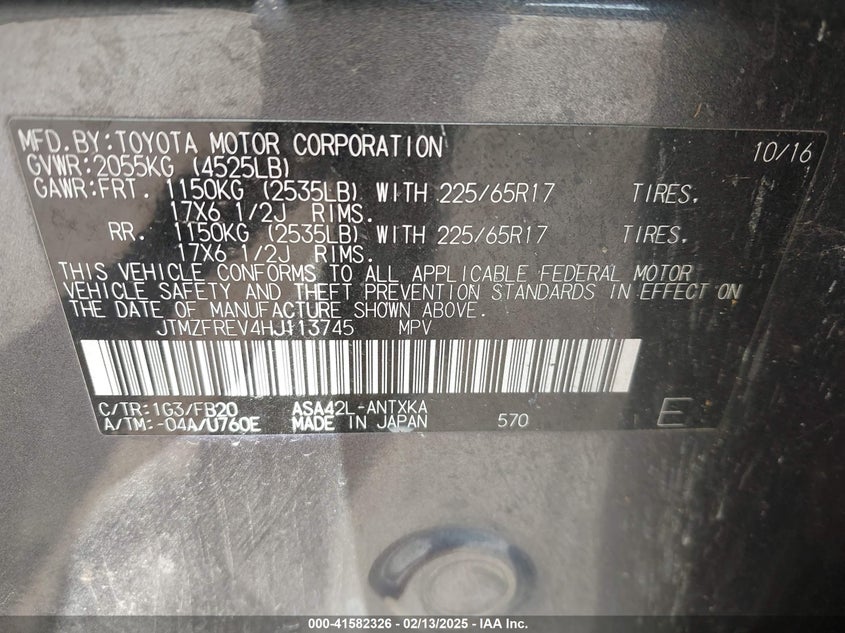 MFD.BY:TOYOTA MOTOR CORPORATION 10/16
GVWR:2055KG (4525LB)
GAWR:FRT. 1150KG (2535LB) WITH 225/65R17 TIRES,
17X6 1/2J RIMS.
RR. 1150KG (2535LB) WITH 225/65R17 TIRES,
17X6 1/2J RIMS.
THIS VEHICLE CONFORMS TO ALL APPLICABLE FEDERAL MOTOR
VEHICLE SAFETY AND THEFT PREVENTION STANDARDS IN EFFECT ON
THE DATE OF MANUFACTURE SHOWN ABOVE.
JTMZFREV4HJ113745 MPV
C/TR:1G3/FB20 ASA42L-ANTXKA
A/TM:-04A/U760E MADE IN JAPAN 570 E
000-41582326 - 02/13/2025 - IAA Inc.